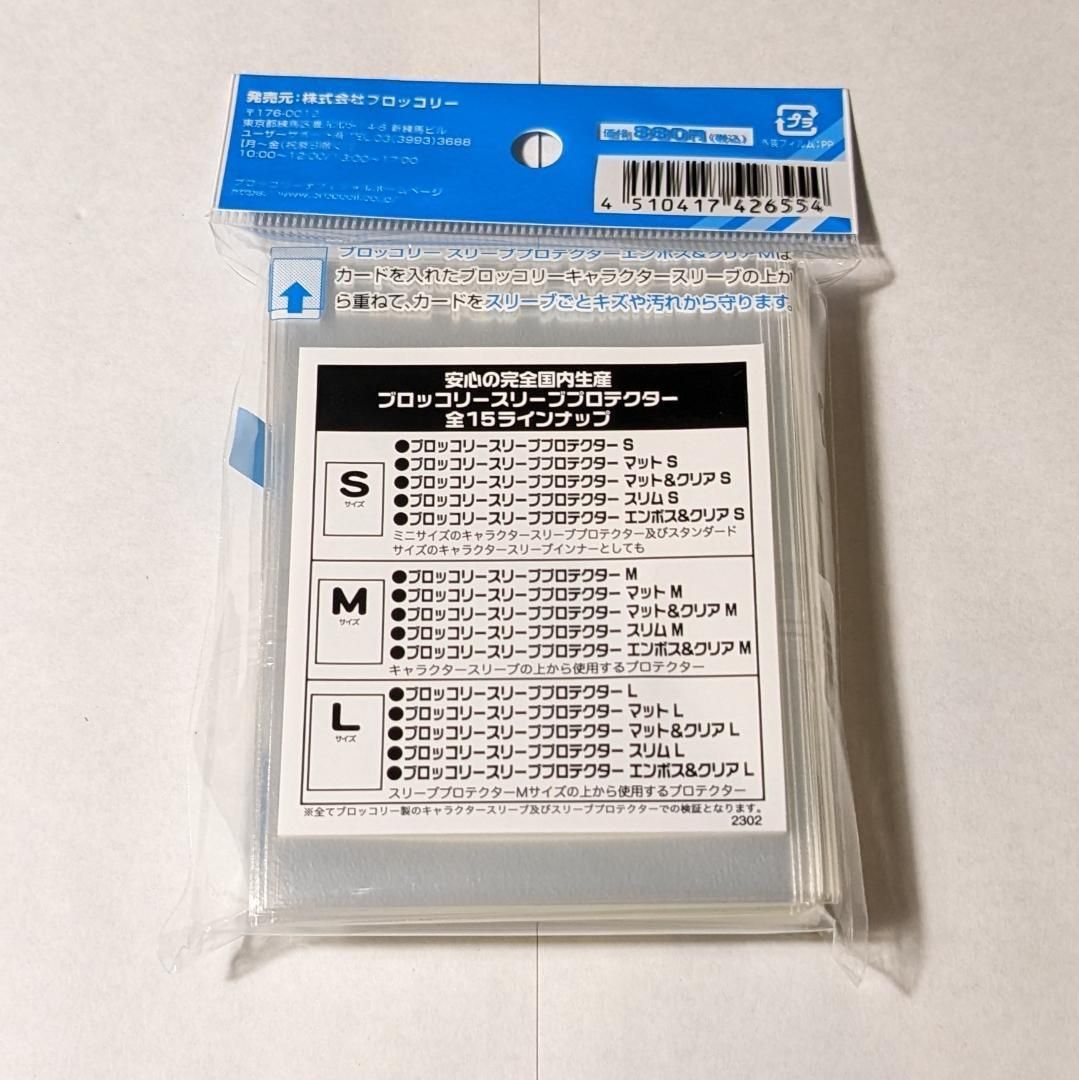 発売元：株式会社ブロッコリー
〒176-0012
東京都練馬区豊玉 新練馬ビル
TEL 03(3993)3688
10:00～12:00/13:00～17:00
ブロッコリーオフィシャルホームページ
価格 880円(税込)
プラ
外装フィルム：PP
4 510417 426554
ブロッコリー スリーブプロテクター エンボス&クリアMは
カードを入れたブロッコリーキャラクタースリーブの上か
ら重ねて、カードをスリーブごとキズや汚れから守ります。
安心の完全国内生産
ブロッコリースリーブプロテクター
全15ラインナップ
S
サイズ
●ブロッコリースリーブプロテクター S
●ブロッコリースリーブプロテクター マット S
●ブロッコリースリーブプロテクター マット&クリア S
●ブロッコリースリーブプロテクター スリム S
●ブロッコリースリーブプロテクター エンボス&クリア S
ミニサイズのキャラクタースリーブプロテクター及びスタンダード
サイズのキャラクタースリーブインナーとしても
M
サイズ
●ブロッコリースリーブプロテクター M
●ブロッコリースリーブプロテクター マット M
●ブロッコリースリーブプロテクター マット&クリア M
●ブロッコリースリーブプロテクター スリム M
●ブロッコリースリーブプロテクター エンボス&クリア M
キャラクタースリーブの上から使用するプロテクター
L
サイズ
●ブロッコリースリーブプロテクター L
●ブロッコリースリーブプロテクター マット L
●ブロッコリースリーブプロテクター マット&クリア L
●ブロッコリースリーブプロテクター スリム L
●ブロッコリースリーブプロテクター エンボス&クリア L
スリーブプロテクターMサイズの上から使用するプロテクター
※全てブロッコリー製のキャラクタースリーブ及びスリーブプロテクターでの検証となります。
2302